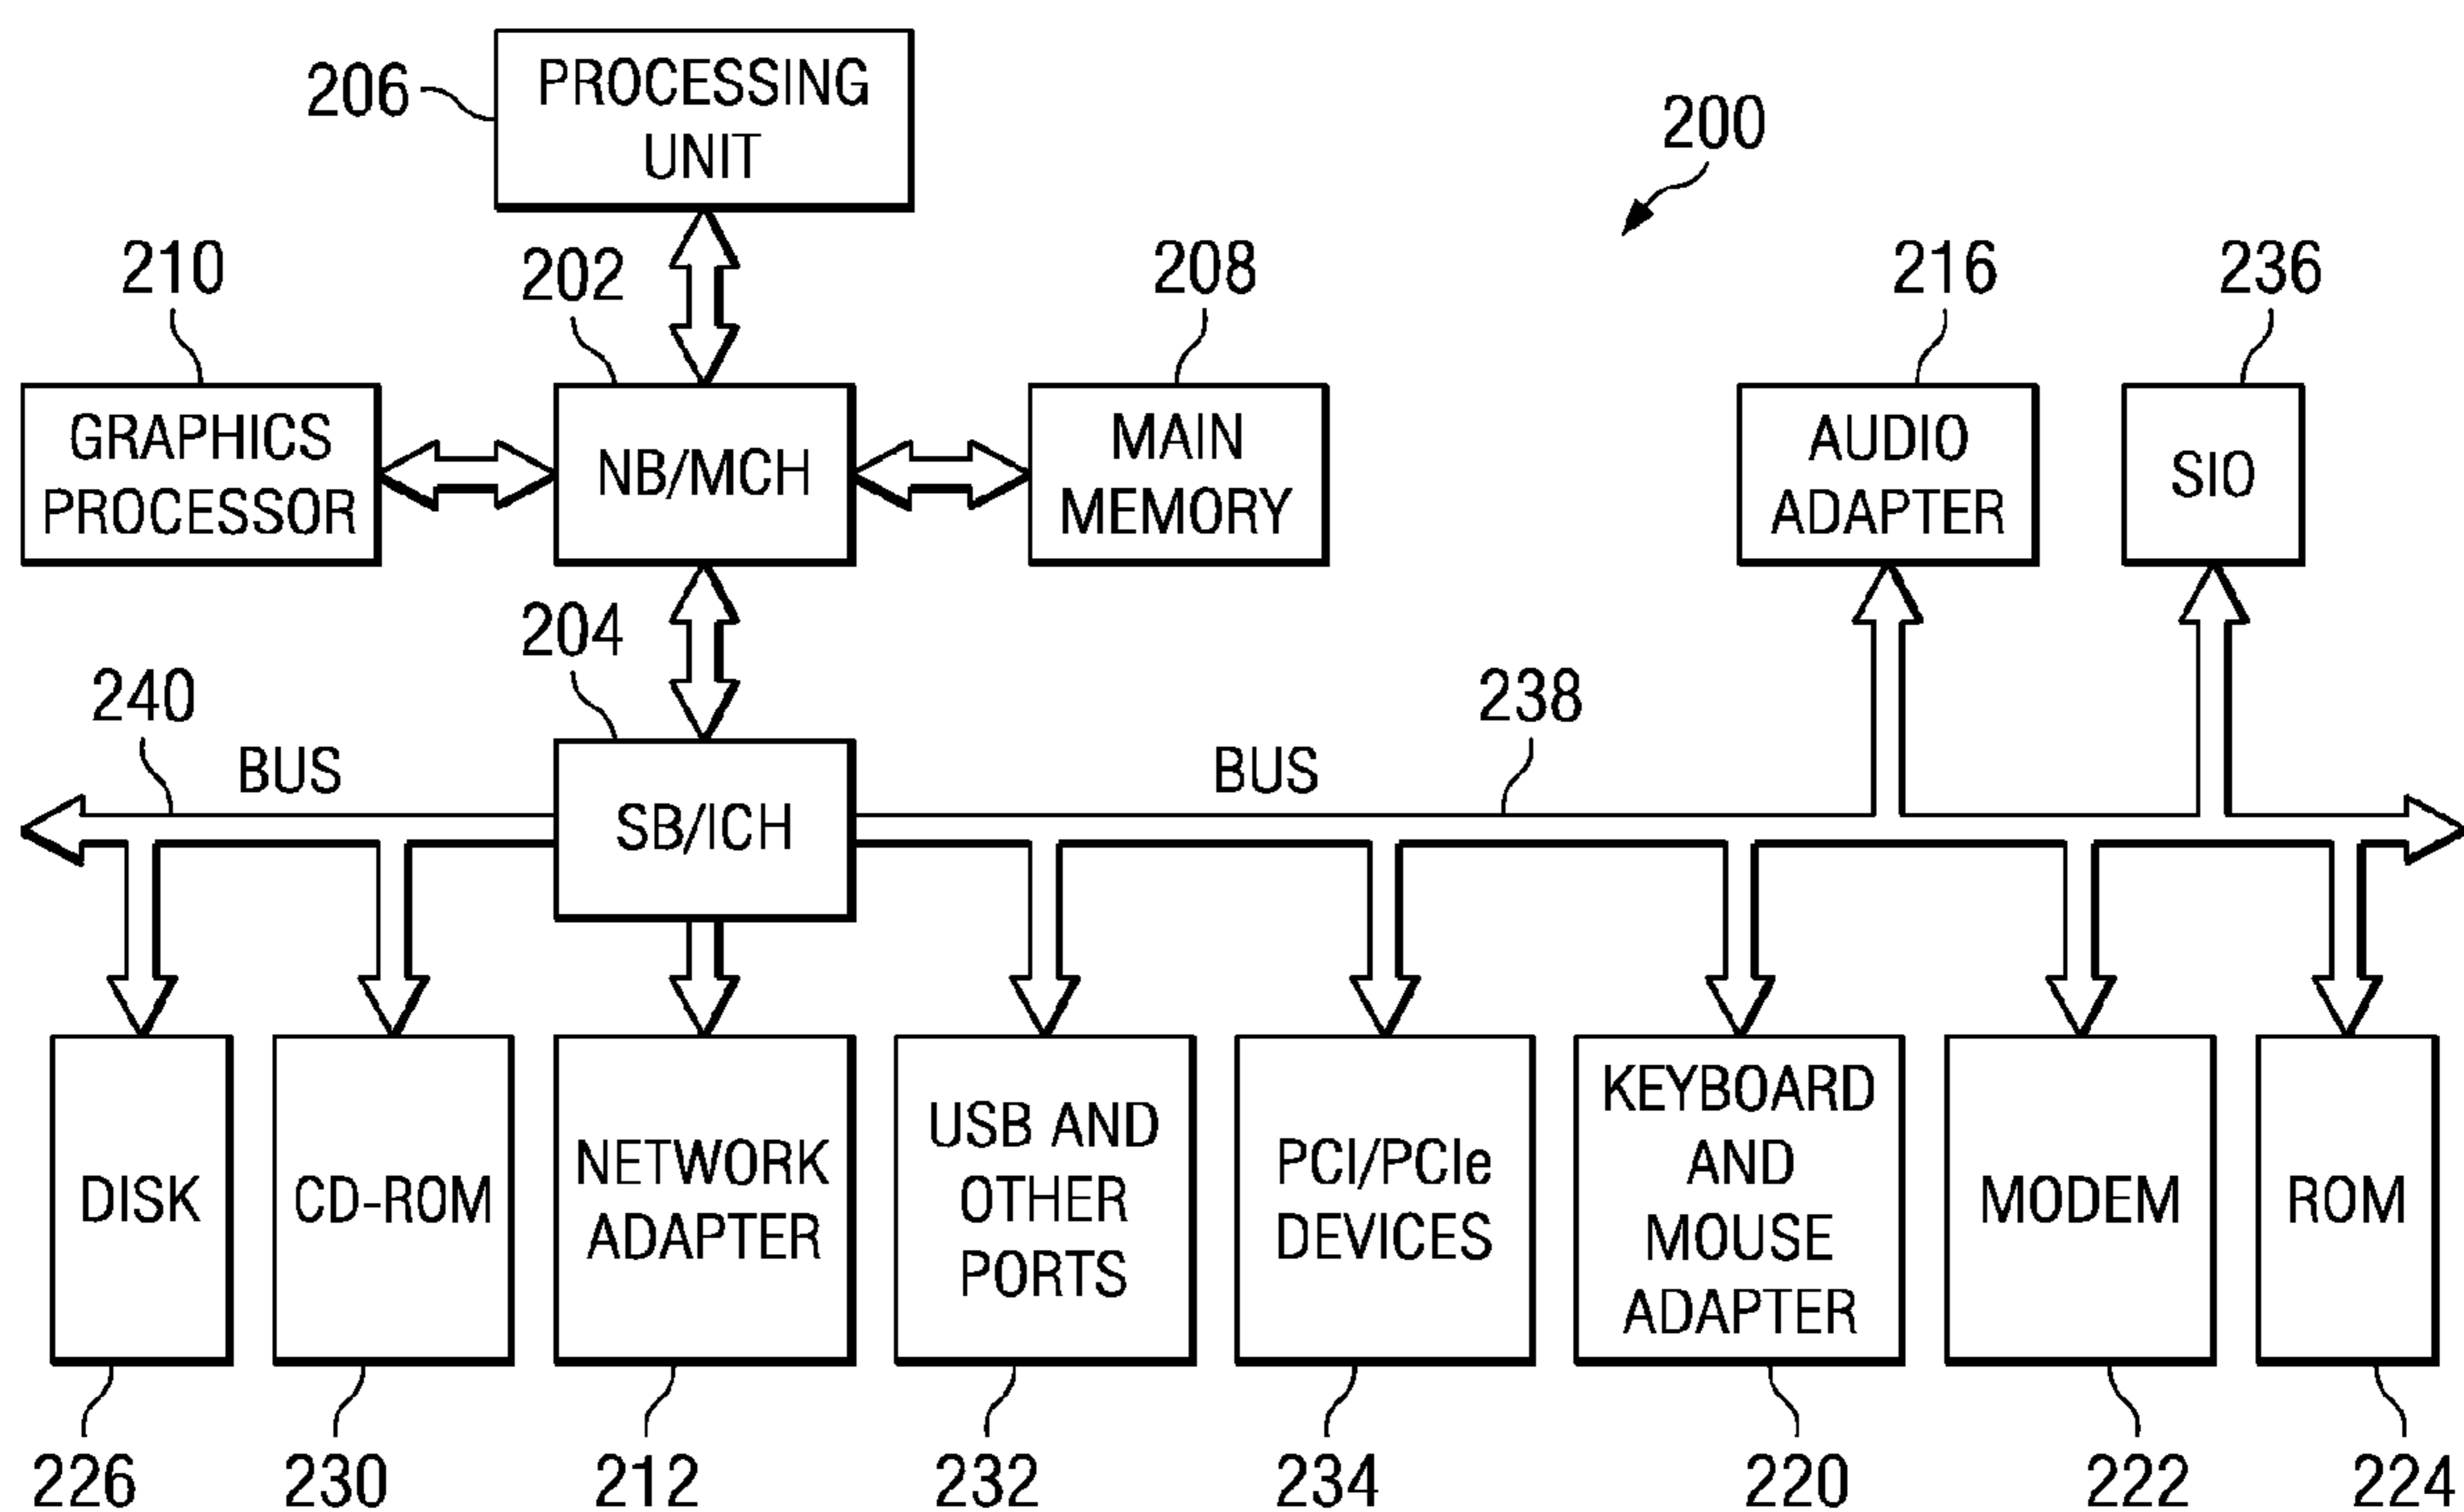 PROCESSING
UNIT
206
200
210
202
208
216
236
GRAPHICS
PROCESSOR
NB/MCH
MAIN
MEMORY
AUDIO
ADAPTER
SIO
204
240
BUS
238
BUS
SB/ICH
DISK
CD-ROM
NETWORK
ADAPTER
USB AND
OTHER
PORTS
PCI/PCIe
DEVICES
KEYBOARD
AND
MOUSE
ADAPTER
MODEM
ROM
226
230
212
232
234
220
222
224